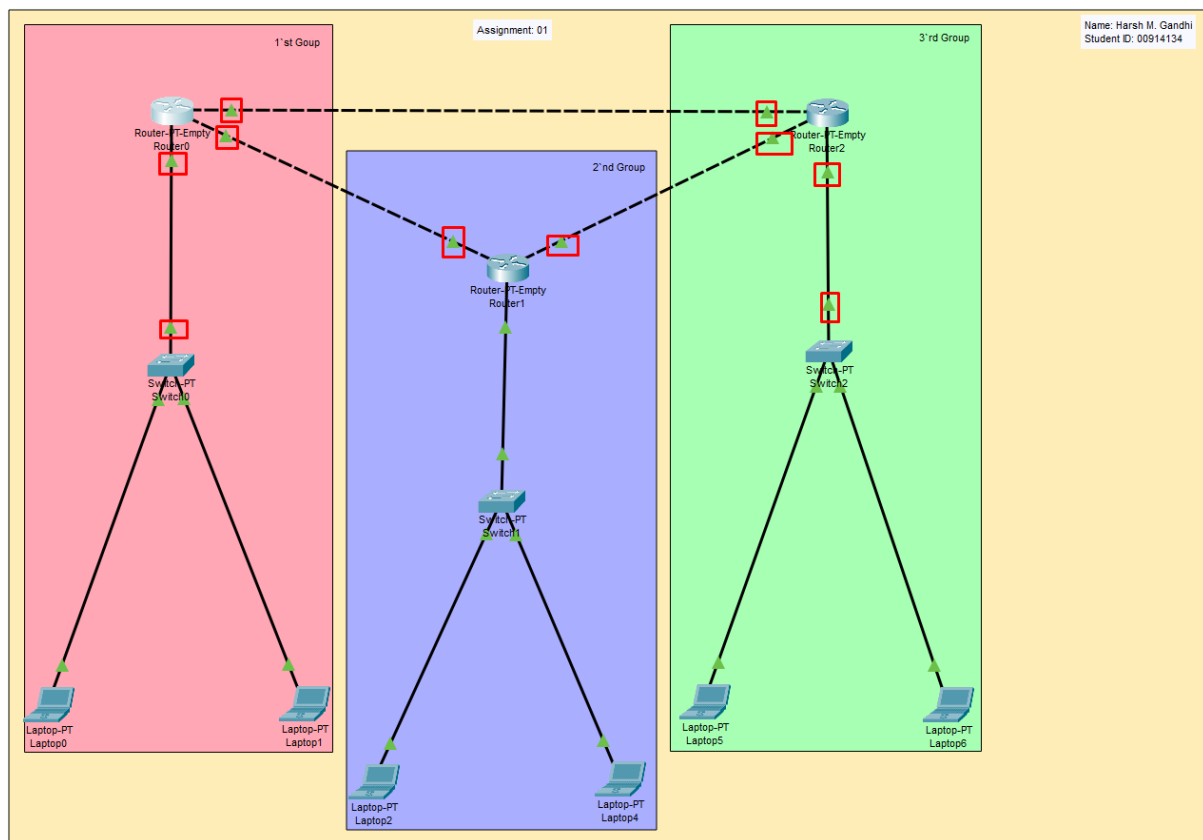 Assignment: 01
Name: Harsh M. Gandhi
Student ID: 00914134
1`st Goup
3`rd Group
Router-PT-Empty
Router0
Router-PT-Empty
Router2
2`nd Group
Router-PT-Empty
Router1
Switch-PT
Switch0
Switch-PT
Switch2
Switch-PT
Switch1
Laptop-PT
Laptop0
Laptop-PT
Laptop1
Laptop-PT
Laptop5
Laptop-PT
Laptop6
Laptop-PT
Laptop2
Laptop-PT
Laptop4